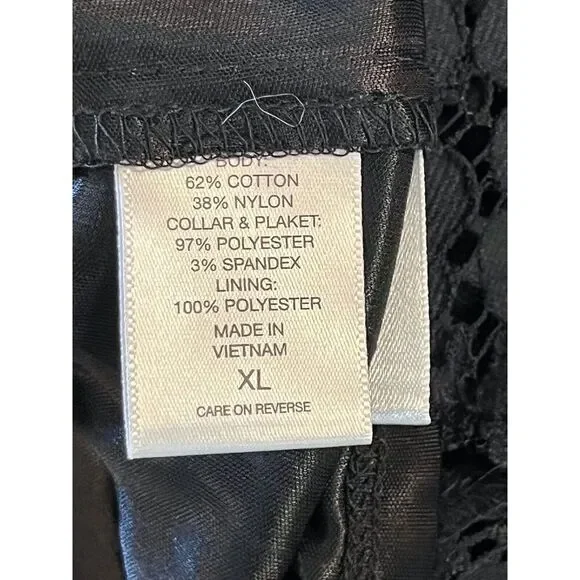 BODY:
62% COTTON
38% NYLON
COLLAR & PLAKET:
97% POLYESTER
3% SPANDEX
LINING:
100% POLYESTER
MADE IN
VIETNAM
XL
CARE ON REVERSE